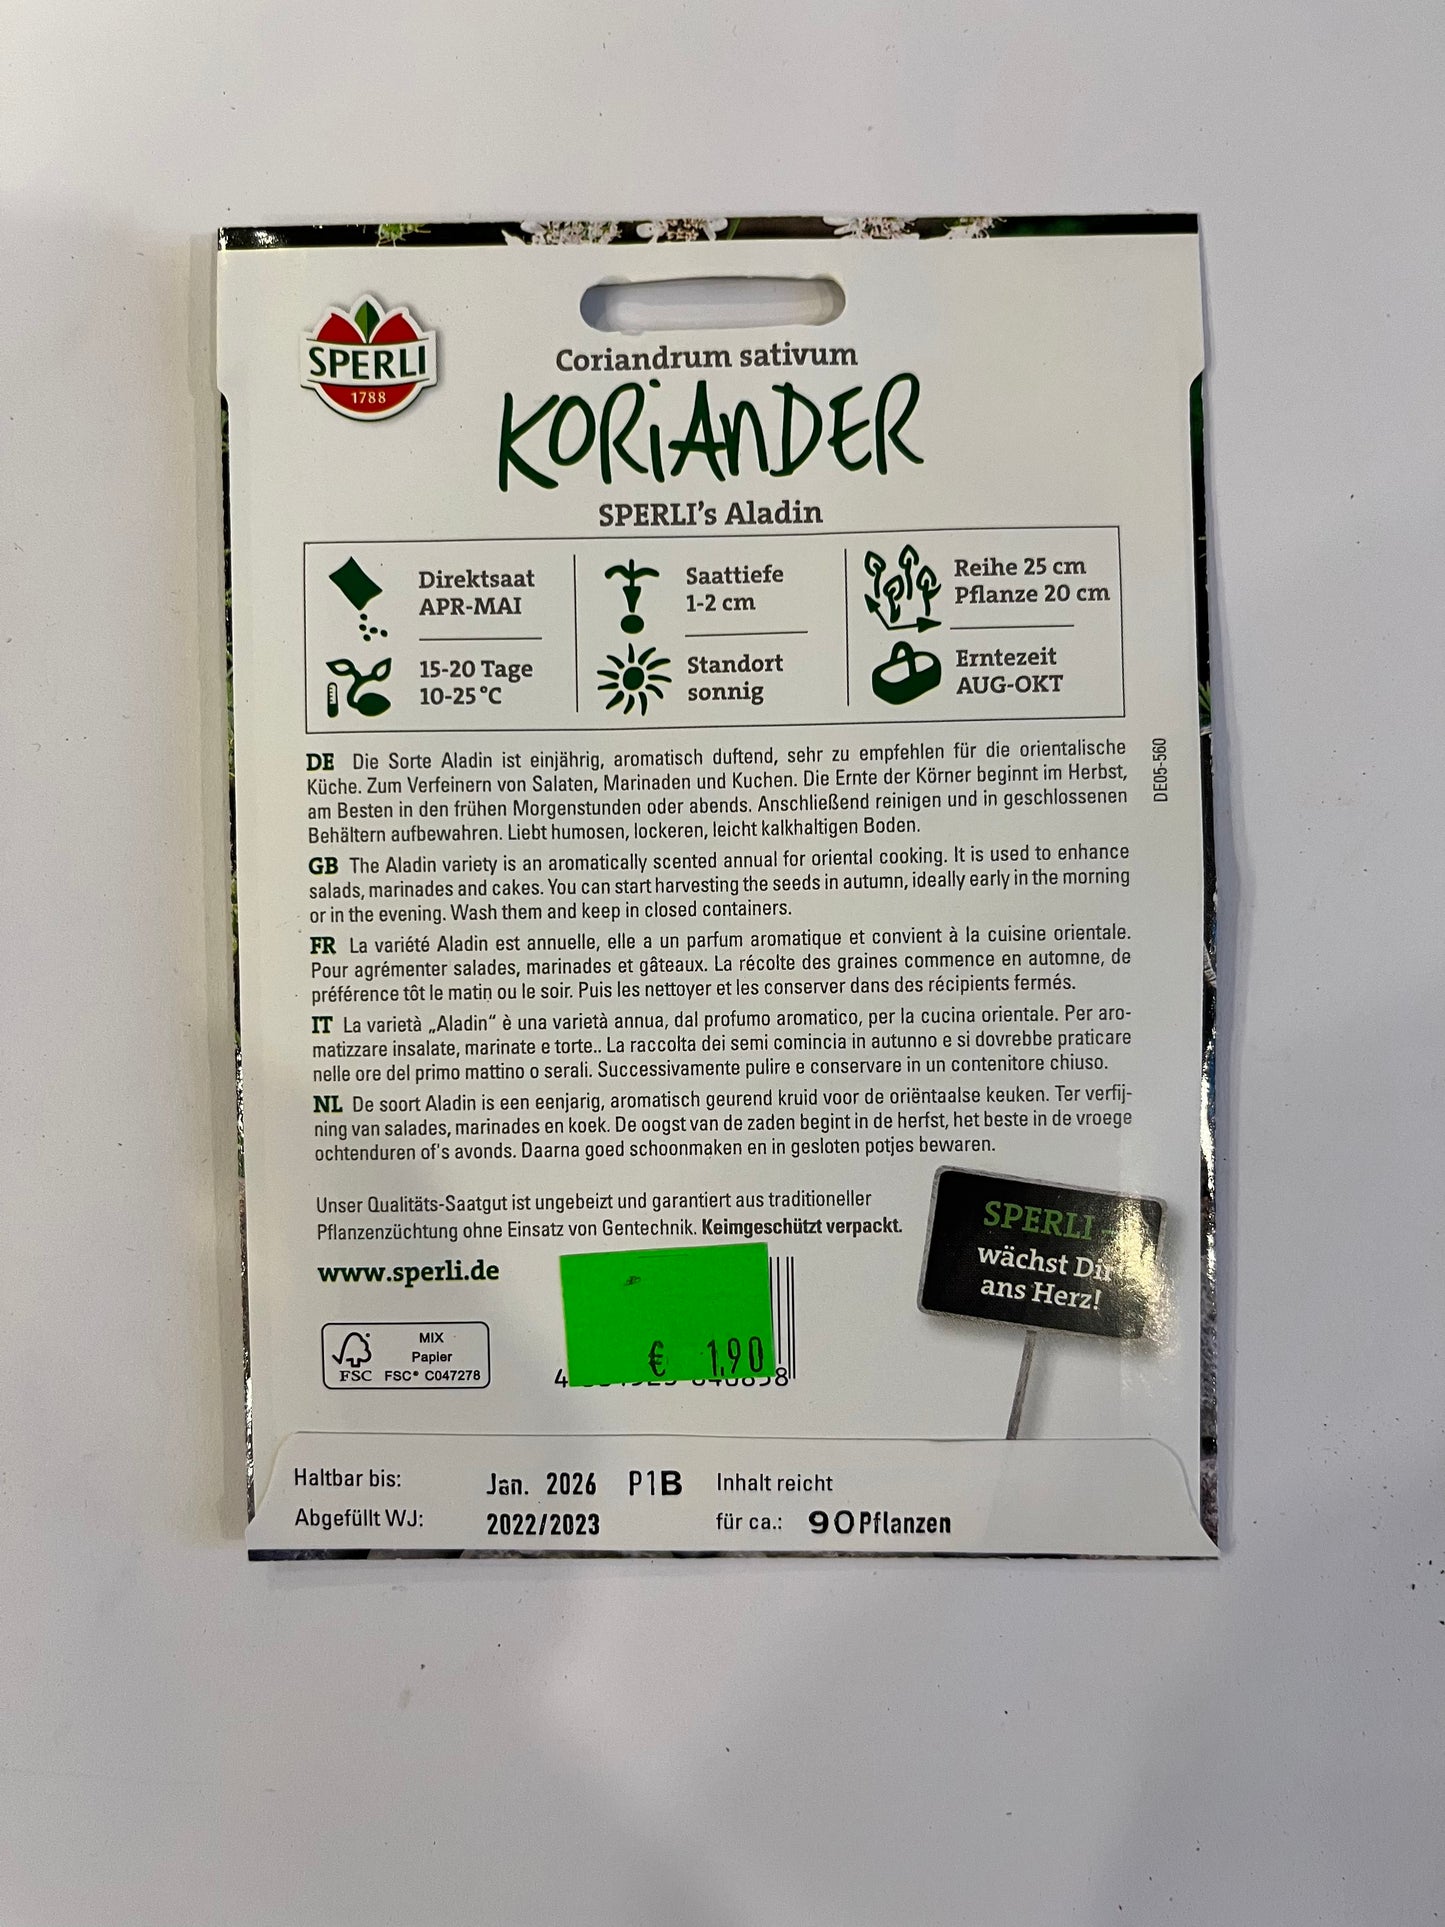 SPERLI
1788
Coriandrum sativum
KORIANDER
SPERLI's Aladin
Direktsaat
APR-MAI
15-20 Tage
10-25 °C
Saattiefe
1-2 cm
Standort
sonnig
Reihe 25 cm
Pflanze 20 cm
Erntezeit
AUG-OKT
DE Die Sorte Aladin ist einjährig, aromatisch duftend, sehr zu empfehlen für die orientalische
Küche. Zum Verfeinern von Salaten, Marinaden und Kuchen. Die Ernte der Körner beginnt im Herbst,
am Besten in den frühen Morgenstunden oder abends. Anschließend reinigen und in geschlossenen
Behältern aufbewahren. Liebt humosen, lockeren, leicht kalkhaltigen Boden.
DE05-560
GB The Aladin variety is an aromatically scented annual for oriental cooking. It is used to enhance
salads, marinades and cakes. You can start harvesting the seeds in autumn, ideally early in the morning
or in the evening. Wash them and keep in closed containers.
FR La variété Aladin est annuelle, elle a un parfum aromatique et convient à la cuisine orientale.
Pour agrémenter salades, marinades et gâteaux. La récolte des graines commence en automne, de
préférence tôt le matin ou le soir. Puis les nettoyer et les conserver dans des récipients fermés.
IT La varietà „Aladin“ è una varietà annua, dal profumo aromatico, per la cucina orientale. Per aro-
matizzare insalate, marinate e torte.. La raccolta dei semi comincia in autunno e si dovrebbe praticare
nelle ore del primo mattino o serali. Successivamente pulire e conservare in un contenitore chiuso.
NL De soort Aladin is een eenjarig, aromatisch geurend kruid voor de oriëntaalse keuken. Ter verfij-
ning van salades, marinades en koek. De oogst van de zaden begint in de herfst, het beste in de vroege
ochtenduren of's avonds. Daarna goed schoonmaken en in gesloten potjes bewaren.
Unser Qualitäts-Saatgut ist ungebeizt und garantiert aus traditioneller
Pflanzenzüchtung ohne Einsatz von Gentechnik. Keimgeschützt verpackt.
www.sperli.de
SPERLI –
wächst Dir
ans Herz!
MIX
Papier
FSC FSC® C047278
€ 1,90
4
Haltbar bis: Jan. 2026 P1B Inhalt reicht
Abgefüllt WJ: 2022/2023 für ca.: 90 Pflanzen